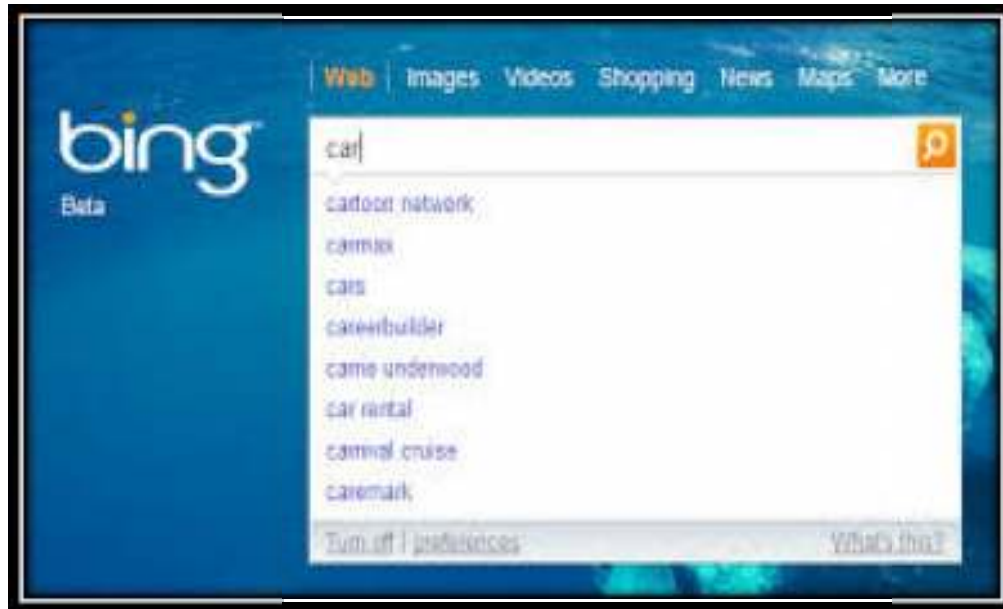 Web Images Videos Shopping News Maps More
bing
Beta
car
cartoon network
carmax
cars
careerbuilder
carrie underwood
car rental
carnival cruise
caremark
Turn off | preferences What's this?